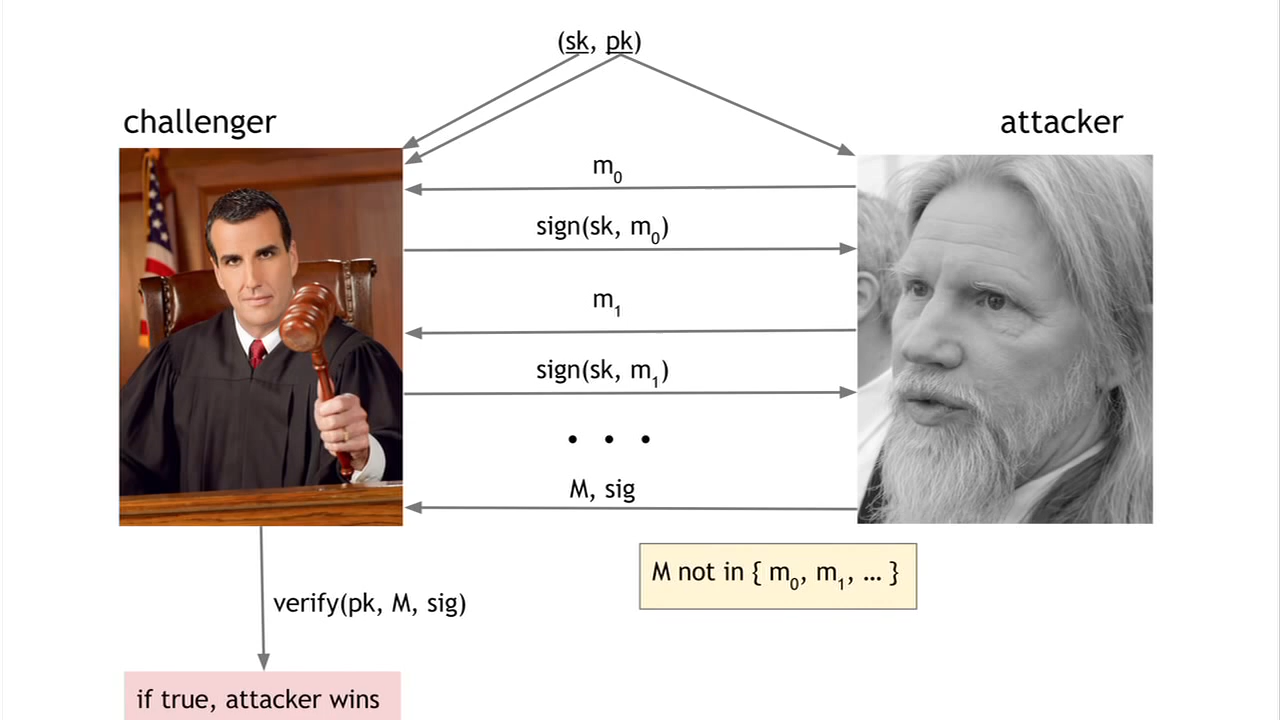 (sk, pk)
challenger
attacker
m₀
sign(sk, m₀)
m₁
sign(sk, m₁)
• • •
M, sig
M not in { m₀, m₁, ... }
verify(pk, M, sig)
if true, attacker wins